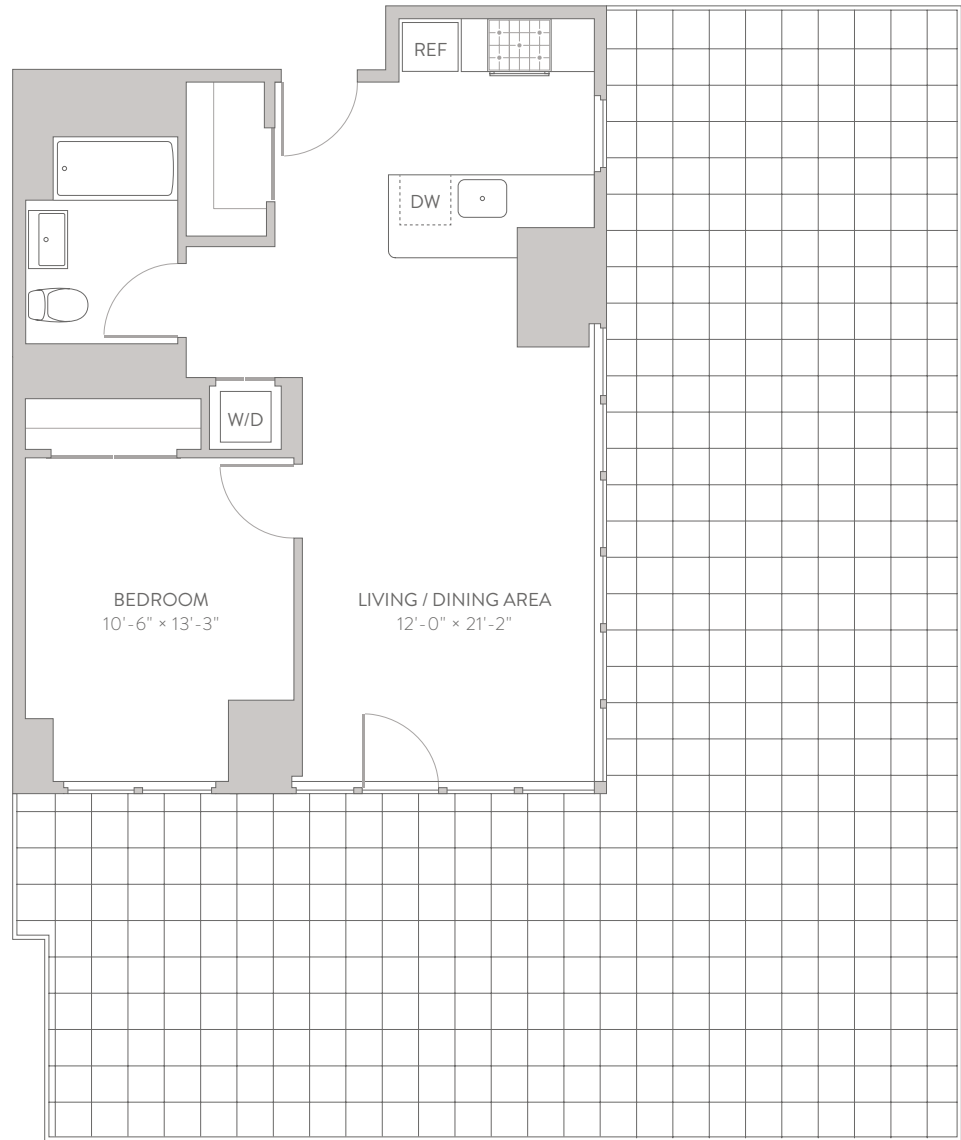 REF
DW
W/D
BEDROOM
10'-6" × 13'-3"
LIVING / DINING AREA
12'-0" × 21'-2"